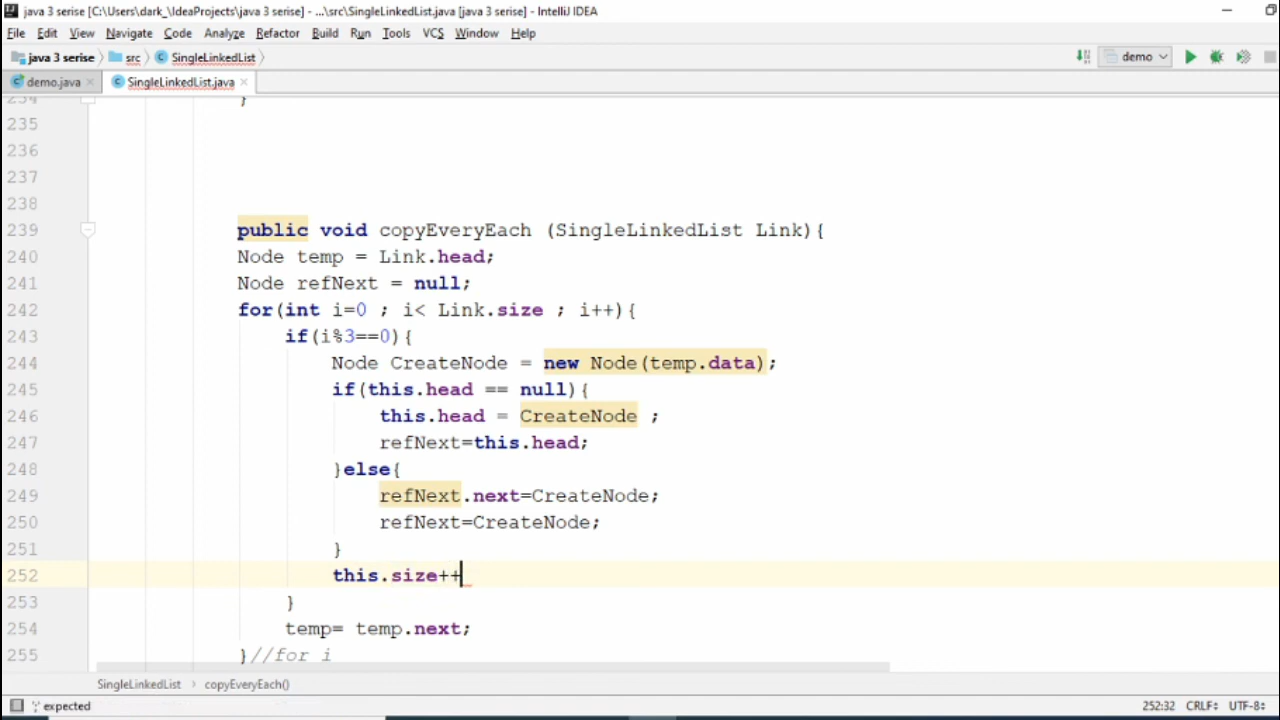 java 3 serise [C:\Users\dark_\IdeaProjects\java 3 serise] - ...\src\SingleLinkedList.java [java 3 serise] - IntelliJ IDEA
File Edit View Navigate Code Analyze Refactor Build Run Tools VCS Window Help
java 3 serise src SingleLinkedList demo
demo.java SingleLinkedList.java
234 }
235
236
237
238
239 public void copyEveryEach (SingleLinkedList Link){
240 Node temp = Link.head;
241 Node refNext = null;
242 for(int i=0 ; i< Link.size ; i++){
243 if(i%3==0){
244 Node CreateNode = new Node(temp.data);
245 if(this.head == null){
246 this.head = CreateNode ;
247 refNext=this.head;
248 }else{
249 refNext.next=CreateNode;
250 refNext=CreateNode;
251 }
252 this.size++
253 }
254 temp= temp.next;
255 }//for i
SingleLinkedList › copyEveryEach()
';' expected 252:32 CRLF UTF-8